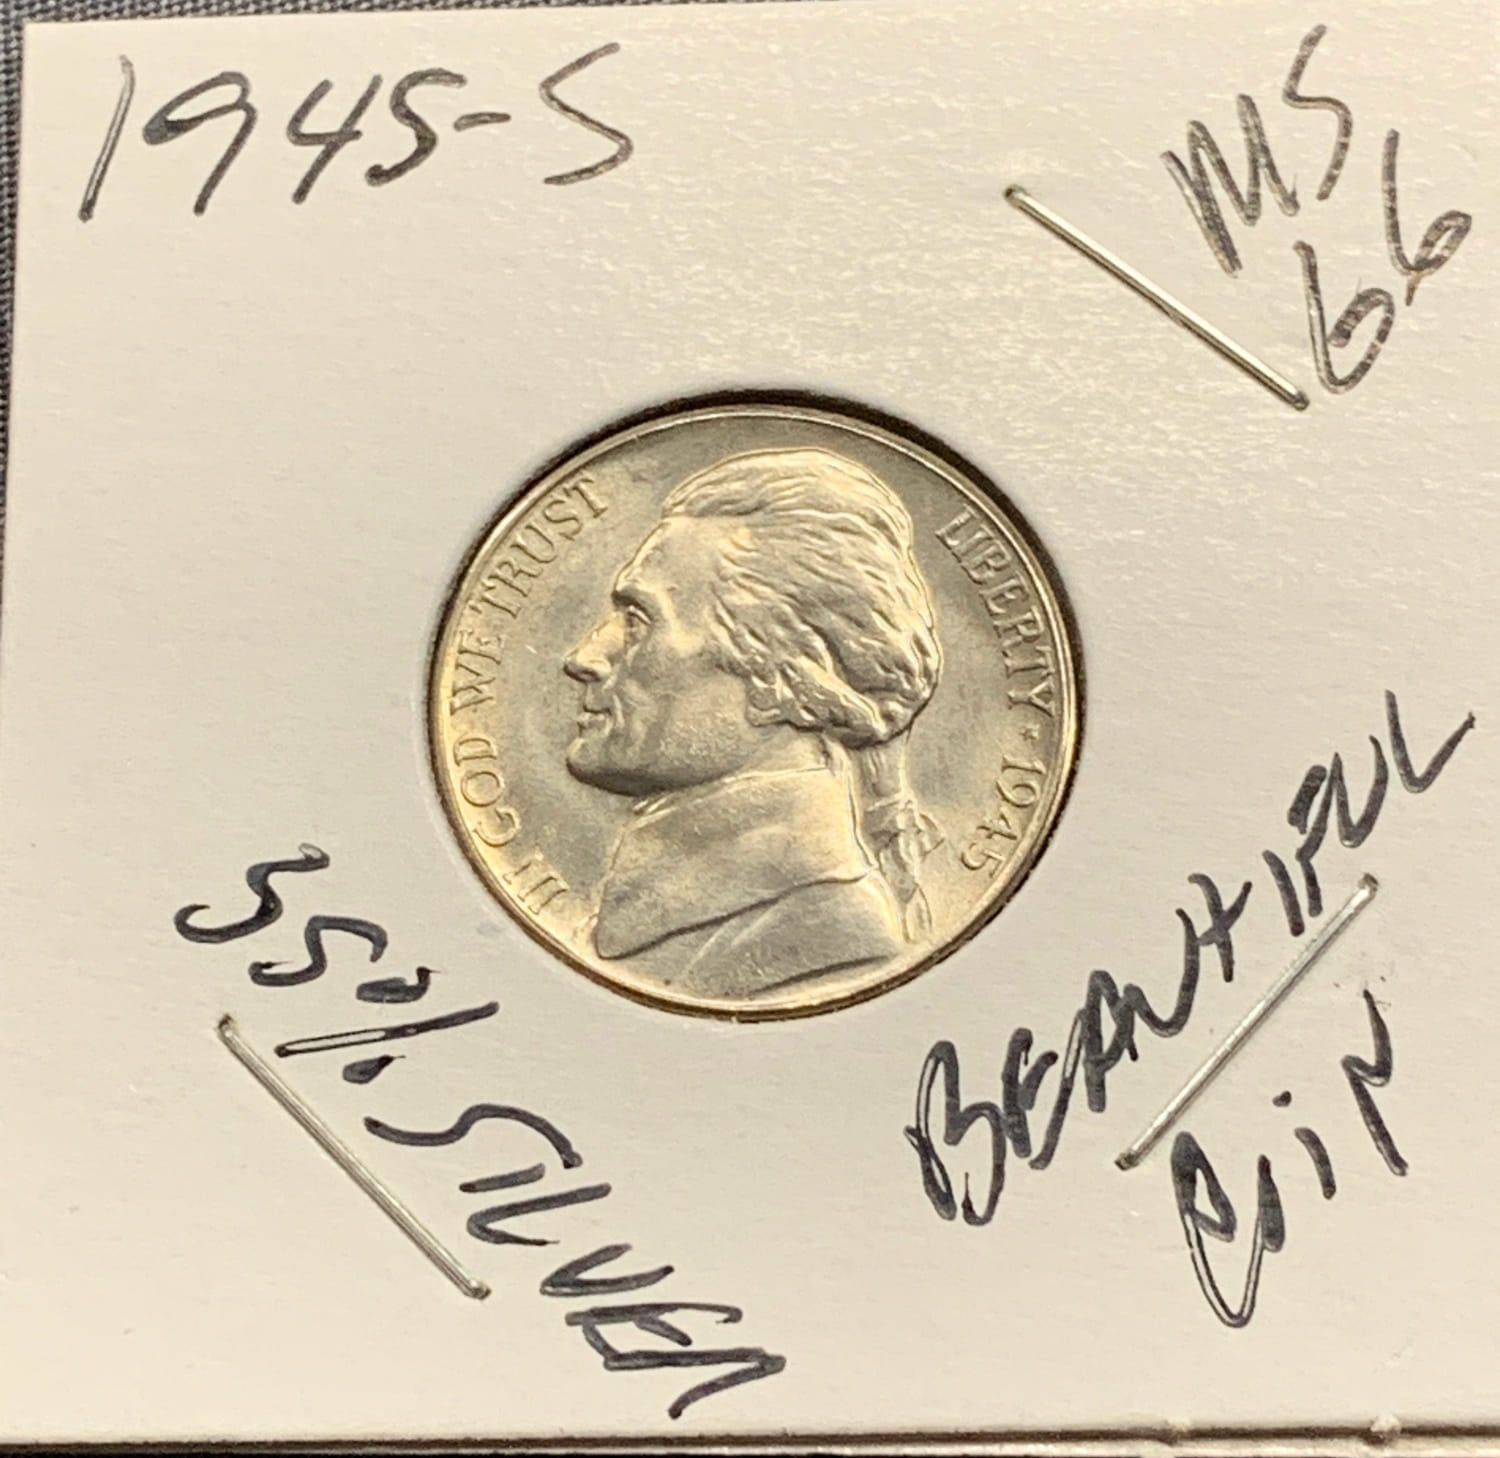 1945-S
MS
66
IN GOD WE TRUST
LIBERTY * 1945
35% SILVER
BEAUTIFUL
COIN